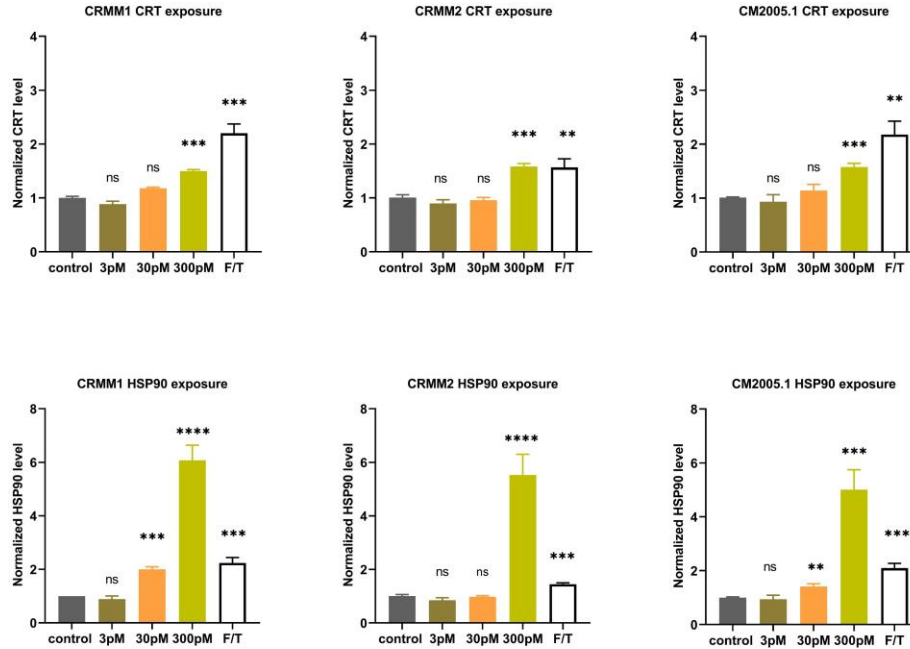 CRMM1 CRT exposure
Normalized CRT level
4
3
2
1
0
ns
ns
***
***
control
3pM
30pM
300pM
F/T
CRMM2 CRT exposure
Normalized CRT level
4
3
2
1
0
ns
ns
***
**
control
3pM
30pM
300pM
F/T
CM2005.1 CRT exposure
Normalized CRT level
4
3
2
1
0
ns
ns
***
**
control
3pM
30pM
300pM
F/T
CRMM1 HSP90 exposure
Normalized HSP90 level
8
6
4
2
0
ns
***
****
***
control
3pM
30pM
300pM
F/T
CRMM2 HSP90 exposure
Normalized HSP90 level
8
6
4
2
0
ns
ns
****
***
control
3pM
30pM
300pM
F/T
CM2005.1 HSP90 exposure
Normalized HSP90 level
8
6
4
2
0
ns
**
***
***
control
3pM
30pM
300pM
F/T